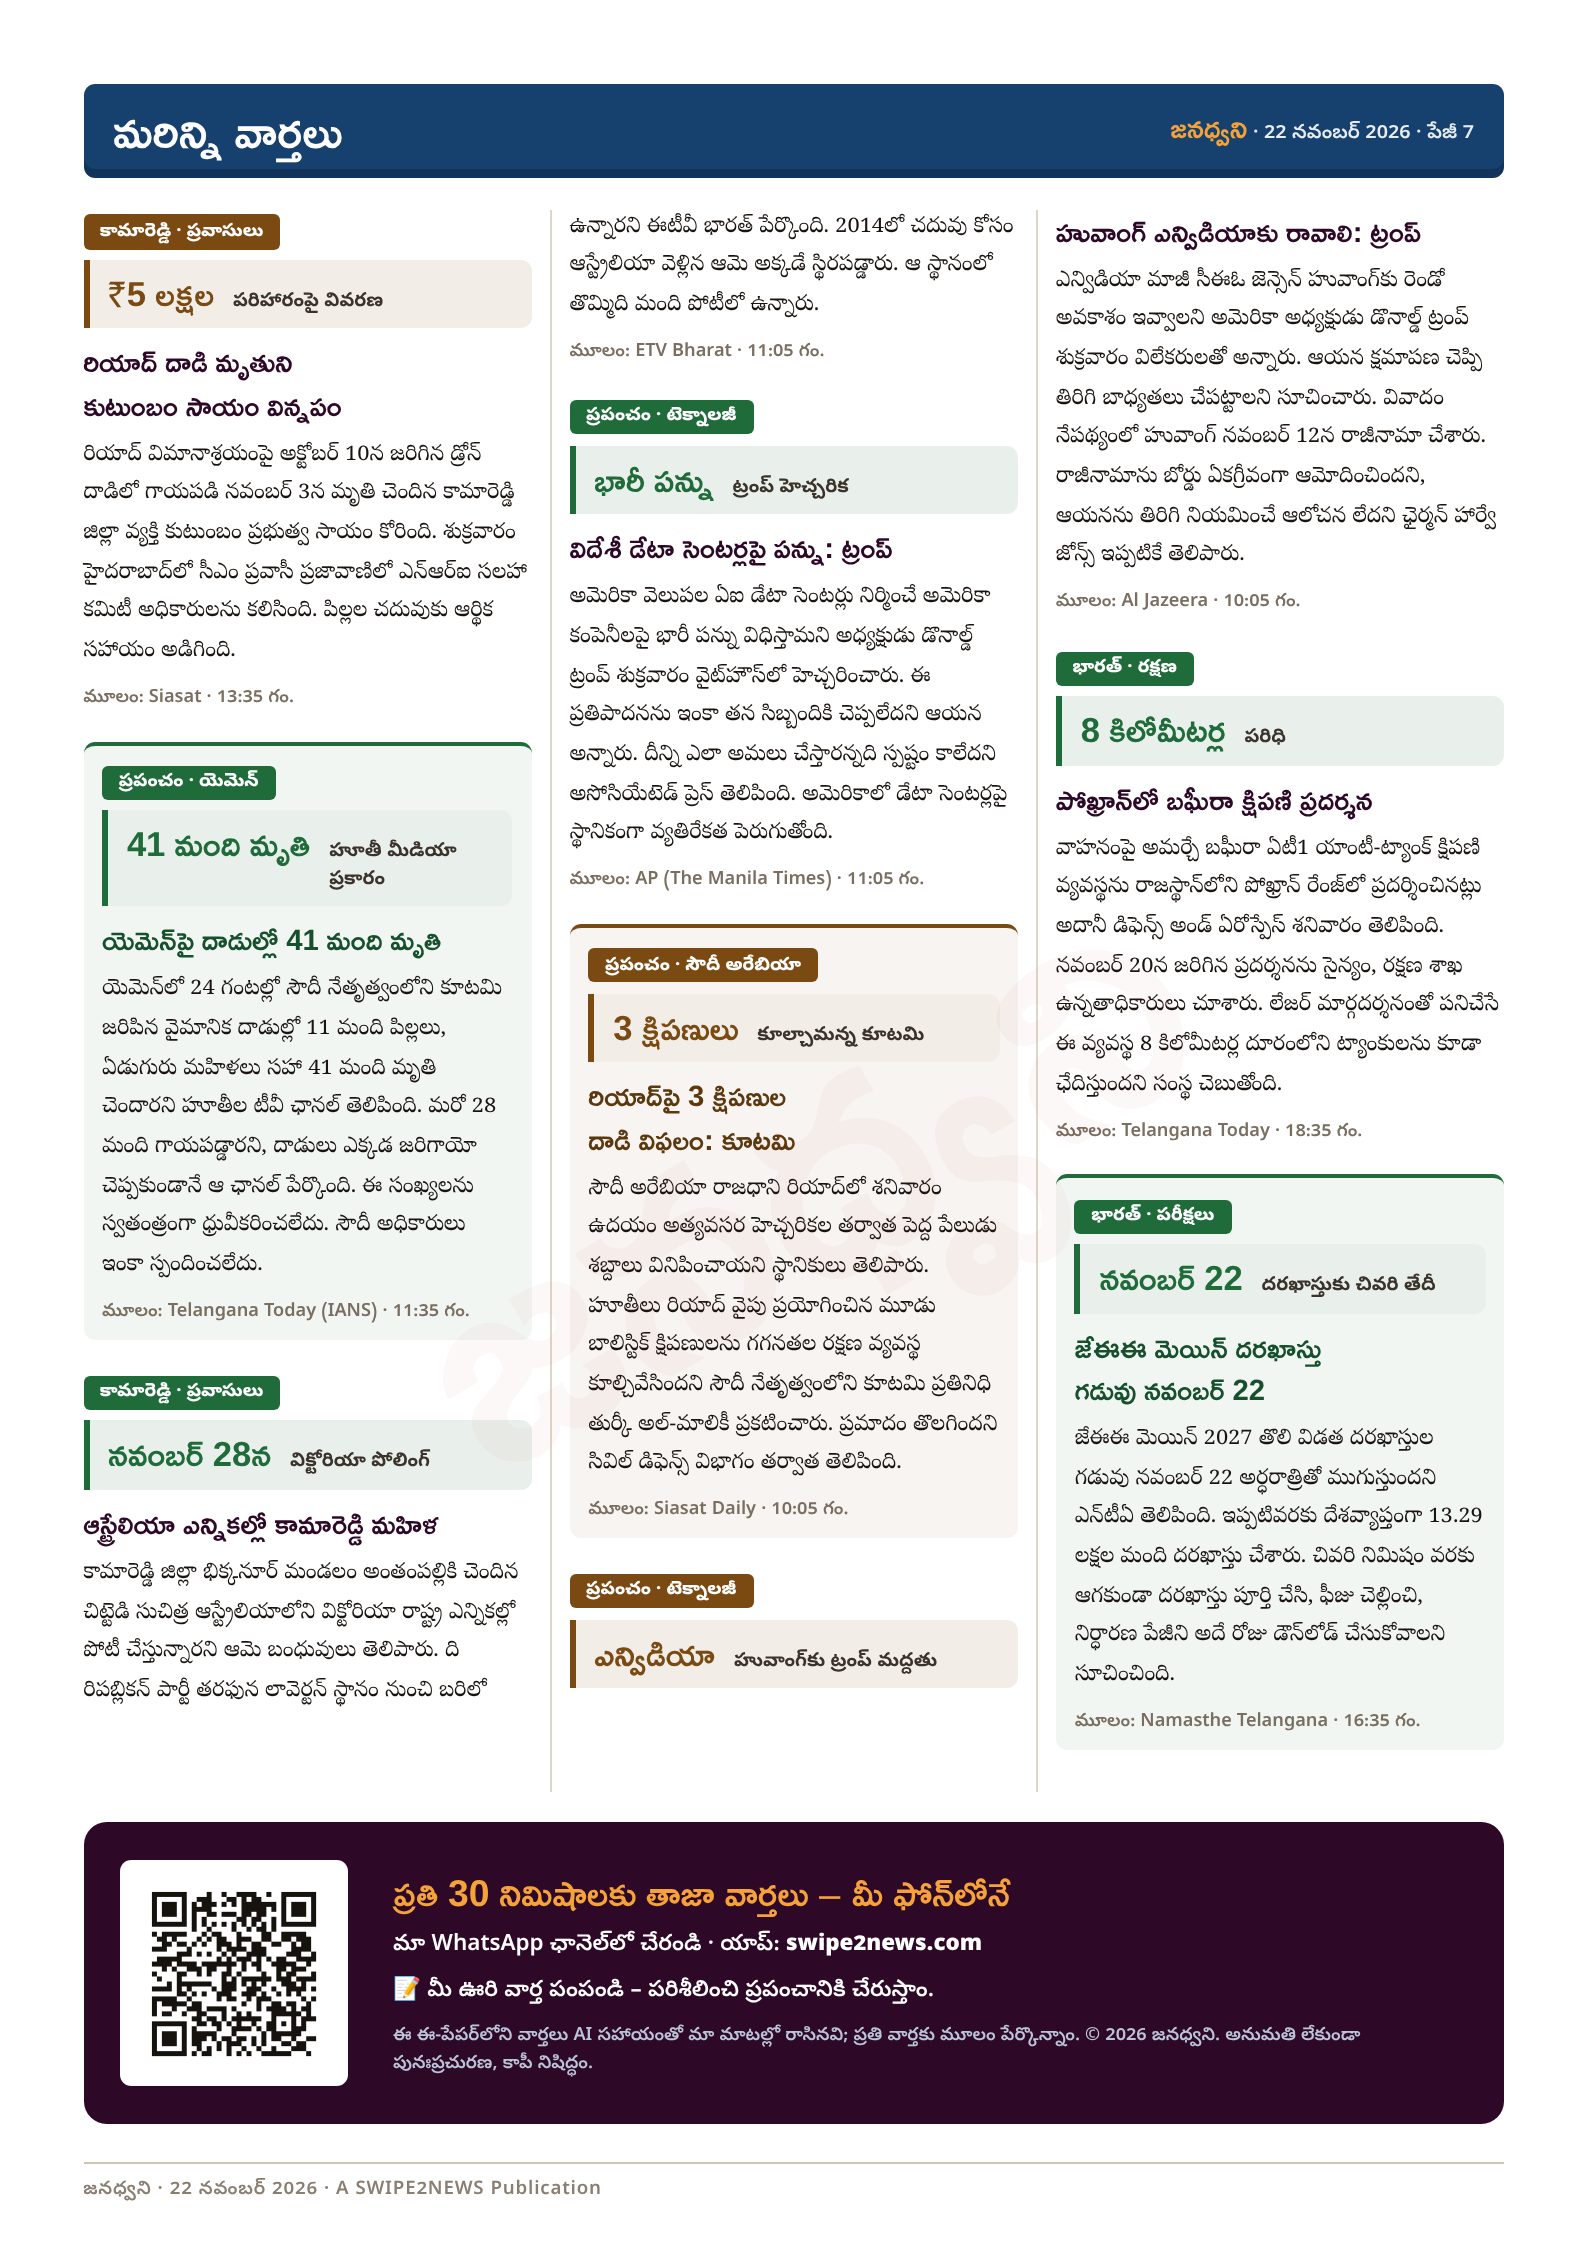 మరిన్ని వార్తలు
జనధ్వని · 22 నవంబర్ 2026 · పేజీ 7
కామారెడ్డి · ప్రవాసులు
₹5 లక్షల పరిహారంపై వివరణ
రియాద్ దాడి మృతుని
కుటుంబం సాయం విన్నపం
రియాద్ విమానాశ్రయంపై అక్టోబర్ 10న జరిగిన డ్రోన్
దాడిలో గాయపడి నవంబర్ 3న మృతి చెందిన కామారెడ్డి
జిల్లా వ్యక్తి కుటుంబం ప్రభుత్వ సాయం కోరింది. శుక్రవారం
హైదరాబాద్‌లో సీఎం ప్రవాసీ ప్రజావాణిలో ఎన్ఆర్ఐ సలహా
కమిటీ అధికారులను కలిసింది. పిల్లల చదువుకు ఆర్థిక
సహాయం అడిగింది.
మూలం: Siasat · 13:35 గం.
ప్రపంచం · యెమెన్
41 మంది మృతి హూతీ మీడియా
ప్రకారం
యెమెన్‌పై దాడుల్లో 41 మంది మృతి
యెమెన్‌లో 24 గంటల్లో సౌదీ నేతృత్వంలోని కూటమి
జరిపిన వైమానిక దాడుల్లో 11 మంది పిల్లలు,
ఏడుగురు మహిళలు సహా 41 మంది మృతి
చెందారని హూతీల టీవీ ఛానల్ తెలిపింది. మరో 28
మంది గాయపడ్డారని, దాడులు ఎక్కడ జరిగాయో
చెప్పకుండానే ఆ ఛానల్ పేర్కొంది. ఈ సంఖ్యలను
స్వతంత్రంగా ధ్రువీకరించలేదు. సౌదీ అధికారులు
ఇంకా స్పందించలేదు.
మూలం: Telangana Today (IANS) · 11:35 గం.
కామారెడ్డి · ప్రవాసులు
నవంబర్ 28న విక్టోరియా పోలింగ్
ఆస్ట్రేలియా ఎన్నికల్లో కామారెడ్డి మహిళ
కామారెడ్డి జిల్లా భిక్కనూర్ మండలం అంతంపల్లికి చెందిన
చిట్టెడి సుచిత్ర ఆస్ట్రేలియాలోని విక్టోరియా రాష్ట్ర ఎన్నికల్లో
పోటీ చేస్తున్నారని ఆమె బంధువులు తెలిపారు. ది
రిపబ్లికన్ పార్టీ తరఫున లావెర్టన్ స్థానం నుంచి బరిలో
ఉన్నారని ఈటీవీ భారత్ పేర్కొంది. 2014లో చదువు కోసం
ఆస్ట్రేలియా వెళ్లిన ఆమె అక్కడే స్థిరపడ్డారు. ఆ స్థానంలో
తొమ్మిది మంది పోటీలో ఉన్నారు.
మూలం: ETV Bharat · 11:05 గం.
ప్రపంచం · టెక్నాలజీ
భారీ పన్ను ట్రంప్ హెచ్చరిక
విదేశీ డేటా సెంటర్లపై పన్ను: ట్రంప్
అమెరికా వెలుపల ఏఐ డేటా సెంటర్లు నిర్మించే అమెరికా
కంపెనీలపై భారీ పన్ను విధిస్తామని అధ్యక్షుడు డొనాల్డ్
ట్రంప్ శుక్రవారం వైట్‌హౌస్‌లో హెచ్చరించారు. ఈ
ప్రతిపాదనను ఇంకా తన సిబ్బందికి చెప్పలేదని ఆయన
అన్నారు. దీన్ని ఎలా అమలు చేస్తారన్నది స్పష్టం కాలేదని
అసోసియేటెడ్ ప్రెస్ తెలిపింది. అమెరికాలో డేటా సెంటర్లపై
స్థానికంగా వ్యతిరేకత పెరుగుతోంది.
మూలం: AP (The Manila Times) · 11:05 గం.
ప్రపంచం · సౌదీ అరేబియా
3 క్షిపణులు కూల్చామన్న కూటమి
రియాద్‌పై 3 క్షిపణుల
దాడి విఫలం: కూటమి
సౌదీ అరేబియా రాజధాని రియాద్‌లో శనివారం
ఉదయం అత్యవసర హెచ్చరికల తర్వాత పెద్ద పేలుడు
శబ్దాలు వినిపించాయని స్థానికులు తెలిపారు.
హూతీలు రియాద్ వైపు ప్రయోగించిన మూడు
బాలిస్టిక్ క్షిపణులను గగనతల రక్షణ వ్యవస్థ
కూల్చివేసిందని సౌదీ నేతృత్వంలోని కూటమి ప్రతినిధి
తుర్కీ అల్-మాలికీ ప్రకటించారు. ప్రమాదం తొలగిందని
సివిల్ డిఫెన్స్ విభాగం తర్వాత తెలిపింది.
మూలం: Siasat Daily · 10:05 గం.
ప్రపంచం · టెక్నాలజీ
ఎన్విడియా హువాంగ్‌కు ట్రంప్ మద్దతు
హువాంగ్ ఎన్విడియాకు రావాలి: ట్రంప్
ఎన్విడియా మాజీ సీఈఓ జెన్సెన్ హువాంగ్‌కు రెండో
అవకాశం ఇవ్వాలని అమెరికా అధ్యక్షుడు డొనాల్డ్ ట్రంప్
శుక్రవారం విలేకరులతో అన్నారు. ఆయన క్షమాపణ చెప్పి
తిరిగి బాధ్యతలు చేపట్టాలని సూచించారు. వివాదం
నేపథ్యంలో హువాంగ్ నవంబర్ 12న రాజీనామా చేశారు.
రాజీనామాను బోర్డు ఏకగ్రీవంగా ఆమోదించిందని,
ఆయనను తిరిగి నియమించే ఆలోచన లేదని ఛైర్మన్ హార్వే
జోన్స్ ఇప్పటికే తెలిపారు.
మూలం: Al Jazeera · 10:05 గం.
భారత్ · రక్షణ
8 కిలోమీటర్ల పరిధి
పోఖ్రాన్‌లో బఘీరా క్షిపణి ప్రదర్శన
వాహనంపై అమర్చే బఘీరా ఏటీ1 యాంటీ-ట్యాంక్ క్షిపణి
వ్యవస్థను రాజస్థాన్‌లోని పోఖ్రాన్ రేంజ్‌లో ప్రదర్శించినట్లు
అదానీ డిఫెన్స్ అండ్ ఏరోస్పేస్ శనివారం తెలిపింది.
నవంబర్ 20న జరిగిన ప్రదర్శనను సైన్యం, రక్షణ శాఖ
ఉన్నతాధికారులు చూశారు. లేజర్ మార్గదర్శనంతో పనిచేసే
ఈ వ్యవస్థ 8 కిలోమీటర్ల దూరంలోని ట్యాంకులను కూడా
ఛేదిస్తుందని సంస్థ చెబుతోంది.
మూలం: Telangana Today · 18:35 గం.
భారత్ · పరీక్షలు
నవంబర్ 22 దరఖాస్తుకు చివరి తేదీ
జేఈఈ మెయిన్ దరఖాస్తు
గడువు నవంబర్ 22
జేఈఈ మెయిన్ 2027 తొలి విడత దరఖాస్తుల
గడువు నవంబర్ 22 అర్ధరాత్రితో ముగుస్తుందని
ఎన్‌టీఏ తెలిపింది. ఇప్పటివరకు దేశవ్యాప్తంగా 13.29
లక్షల మంది దరఖాస్తు చేశారు. చివరి నిమిషం వరకు
ఆగకుండా దరఖాస్తు పూర్తి చేసి, ఫీజు చెల్లించి,
నిర్ధారణ పేజీని అదే రోజు డౌన్‌లోడ్ చేసుకోవాలని
సూచించింది.
మూలం: Namasthe Telangana · 16:35 గం.
జనధ్వని
ప్రతి 30 నిమిషాలకు తాజా వార్తలు — మీ ఫోన్‌లోనే
మా WhatsApp ఛానెల్‌లో చేరండి · యాప్: swipe2news.com
📝 మీ ఊరి వార్త పంపండి – పరిశీలించి ప్రపంచానికి చేరుస్తాం.
ఈ ఈ-పేపర్‌లోని వార్తలు AI సహాయంతో మా మాటల్లో రాసినవి; ప్రతి వార్తకు మూలం పేర్కొన్నాం. © 2026 జనధ్వని. అనుమతి లేకుండా
పునఃప్రచురణ, కాపీ నిషిద్ధం.
జనధ్వని · 22 నవంబర్ 2026 · A SWIPE2NEWS Publication